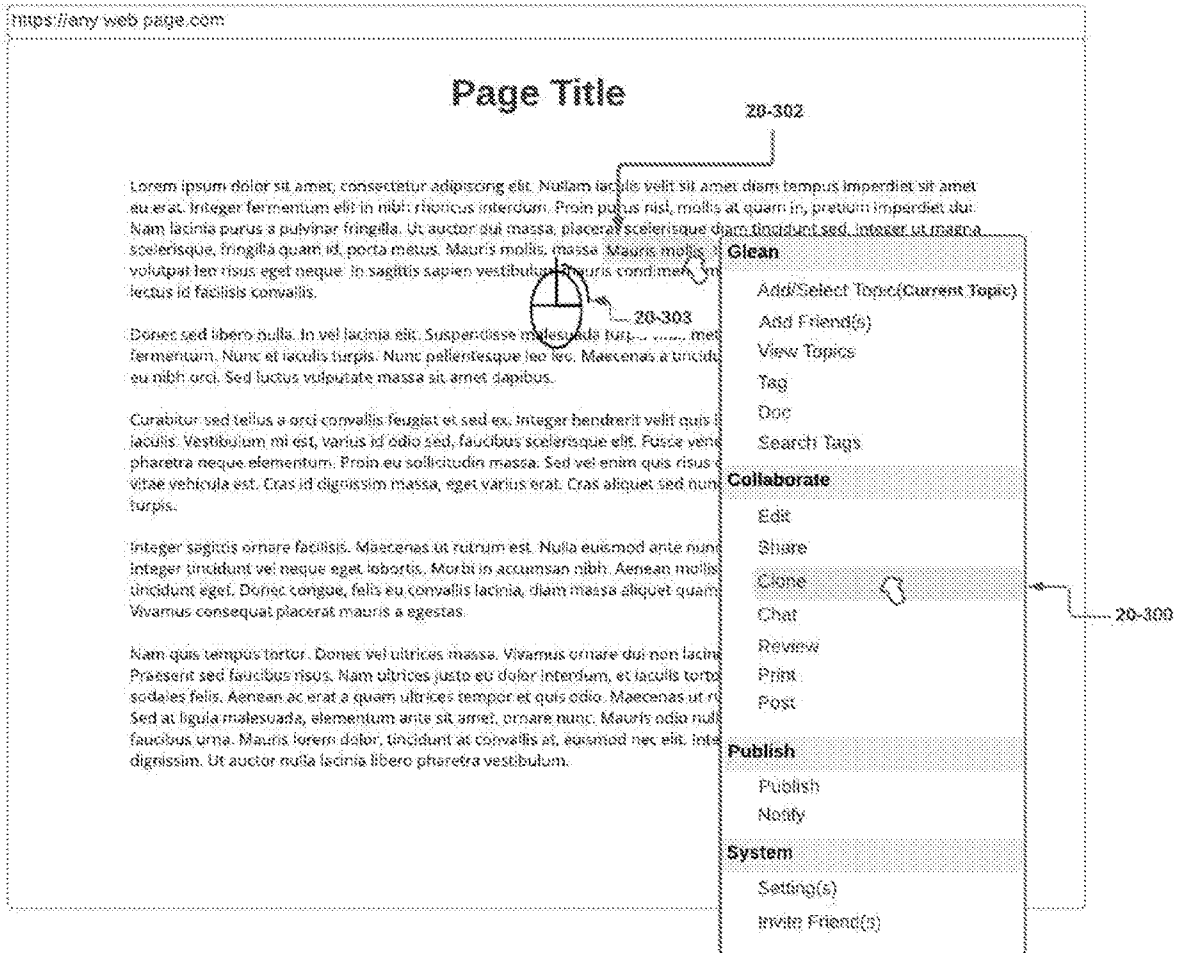 https://any web page.com
Page Title
20-302
Lorem ipsum dolor sit amet, consectetur adipiscing elit. Nullam iaculis velit sit amet diam tempus imperdiet sit amet
eu erat. Integer fermentum elit in nibh rhoncus interdum. Proin purus nisl, mollis at quam in, pretium imperdiet dui.
Nam lacinia purus a pulvinar fringilla. Ut auctor dui massa, placerat scelerisque diam tincidunt sed. Integer ut magna
scelerisque, fringilla quam id, porta metus. Mauris mollis, massa Mauris mollis
volutpat leo risus eget neque. In sagittis sapien vestibulum mauris
lectus id facilisis convallis.
20-303
Donec sed libero nulla. In vel lacinia elit. Suspendisse malesuada
fermentum. Nunc et iaculis turpis. Nunc pellentesque leo leo. Maecenas a
eu nibh orci. Sed luctus vulputate massa sit amet dapibus.
Curabitur sed tellus a orci convallis feugiat et sed ex. Integer hendrerit velit quis
iaculis. Vestibulum mi est, varius id odio sed, faucibus scelerisque elit. Fusce
pharetra neque elementum. Proin eu sollicitudin massa. Sed vel enim quis risus
vitae vehicula est. Cras id dignissim massa, eget varius erat. Cras aliquet sed
turpis.
Integer sagittis ornare facilisis. Maecenas ut rutrum est. Nulla euismod ante
Integer tincidunt vel neque eget lobortis. Morbi in accumsan nibh. Aenean mollis
tincidunt eget. Donec congue, felis eu convallis lacinia, diam massa aliquet quam
Vivamus consequat placerat mauris a egestas.
Nam quis tempus tortor. Donec vel ultrices massa. Vivamus ornare dui non
Praesent sed faucibus risus. Nam ultrices justo eu dolor interdum, et iaculis
sodales felis. Aenean ac erat a quam ultrices tempor et quis odio. Maecenas ut
Sed at ligula malesuada, elementum ante sit amet, ornare nunc. Mauris odio
faucibus urna. Mauris lorem dolor, tincidunt at convallis at, euismod nec elit.
dignissim. Ut auctor nulla lacinia libero pharetra vestibulum.
Glean
Add/Select Topic(Current Topic)
Add Friend(s)
View Topics
Tag
Doc
Search Tags
Collaborate
Edit
Share
Clone
Chat
Review
Print
Post
Publish
Publish
Notify
System
Setting(s)
Invite Friend(s)
20-300